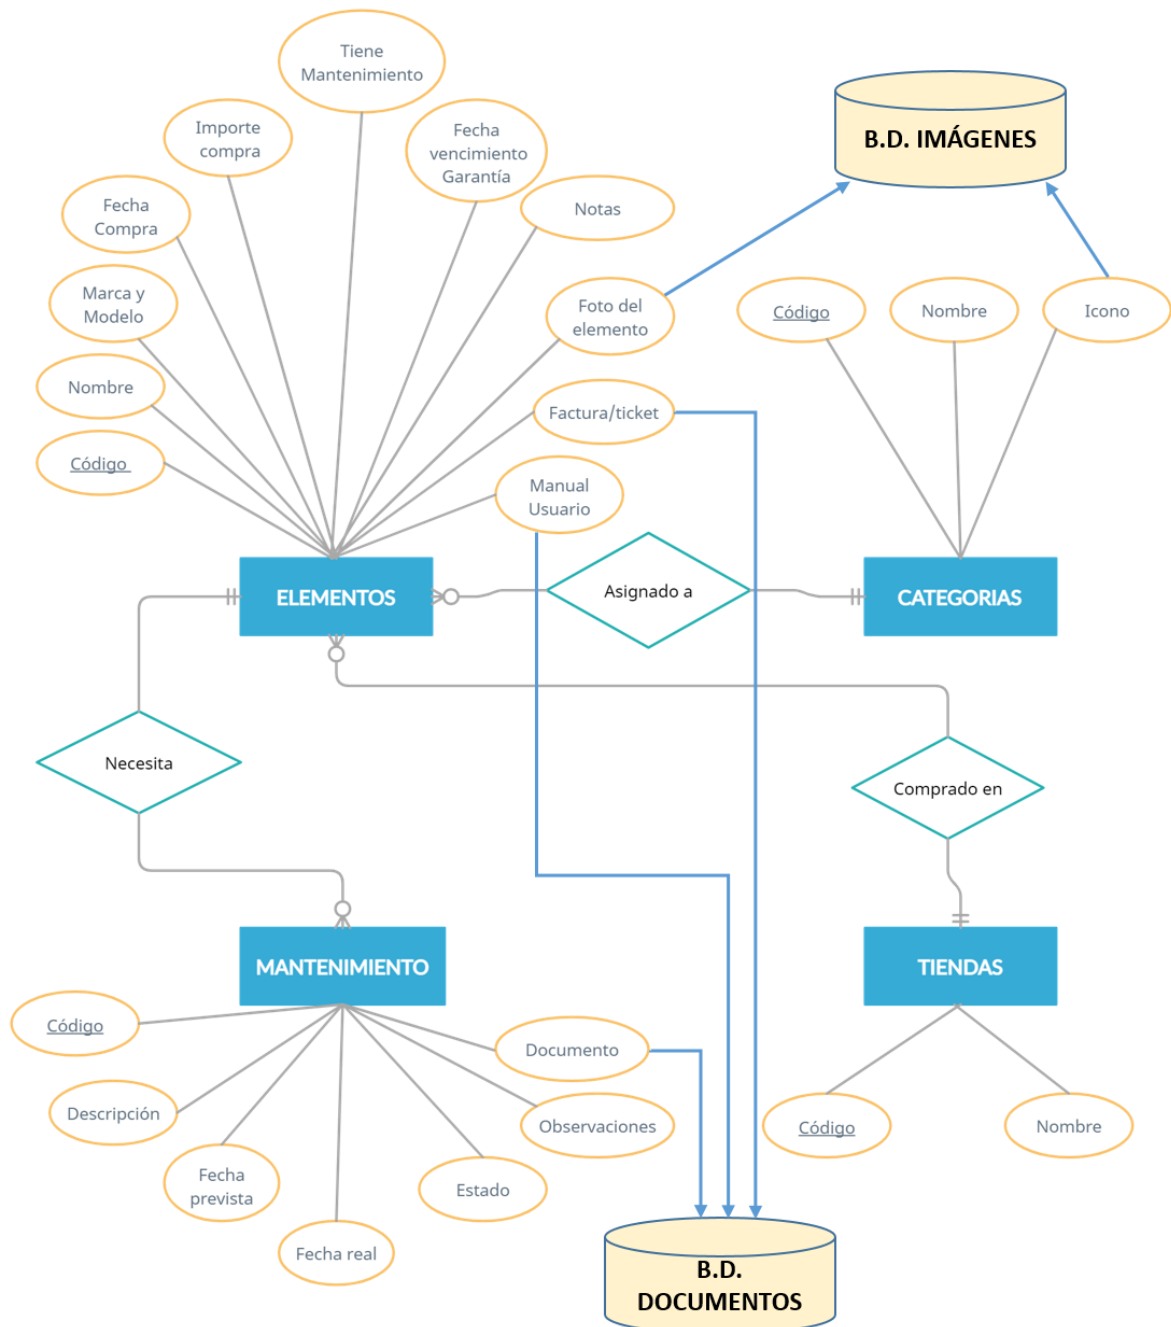 Tiene
Mantenimiento
Importe
compra
Fecha
vencimiento
Garantía
B.D. IMÁGENES
Fecha
Compra
Notas
Marca y
Modelo
Foto del
elemento
Código
Nombre
Icono
Nombre
Factura/ticket
Código
Manual
Usuario
ELEMENTOS
Asignado a
CATEGORIAS
Necesita
Comprado en
MANTENIMIENTO
TIENDAS
Código
Documento
Descripción
Observaciones
Código
Nombre
Fecha
prevista
Estado
Fecha real
B.D.
DOCUMENTOS